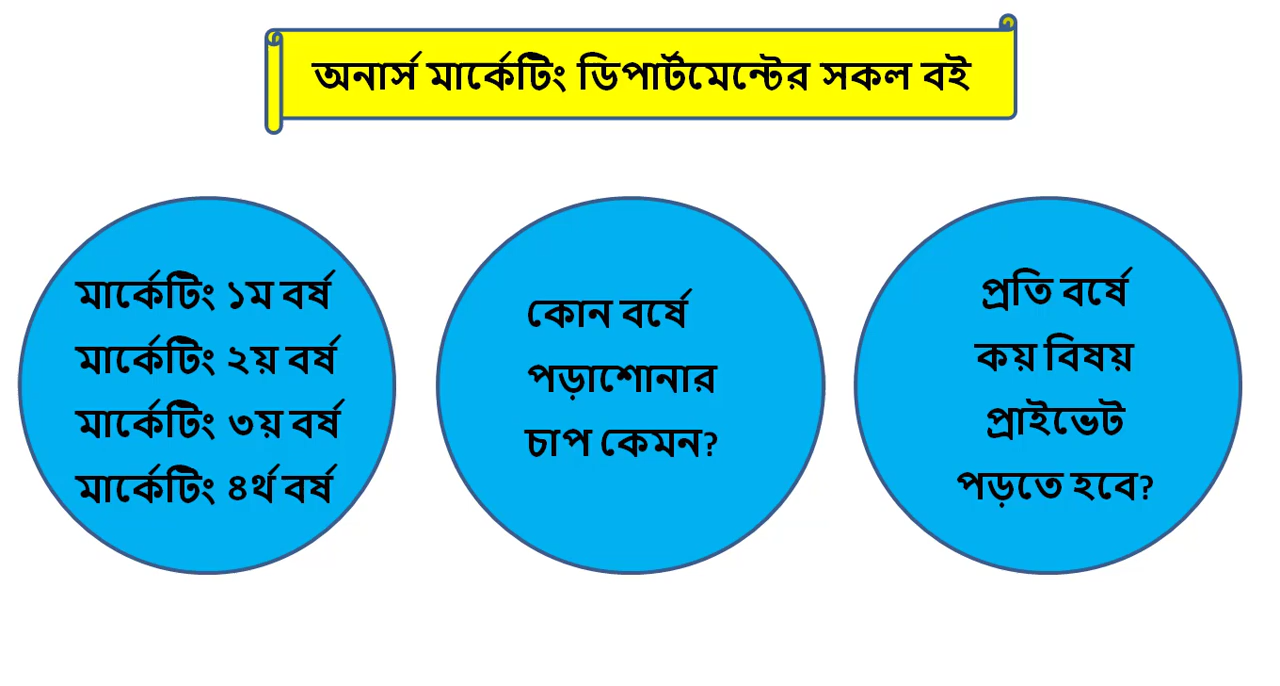 অনার্স মার্কেটিং ডিপার্টমেন্টের সকল বই
মার্কেটিং ১ম বর্ষ
মার্কেটিং ২য় বর্ষ
মার্কেটিং ৩য় বর্ষ
মার্কেটিং ৪র্থ বর্ষ
কোন বর্ষে
পড়াশোনার
চাপ কেমন?
প্রতি বর্ষে
কয় বিষয়
প্রাইভেট
পড়তে হবে?